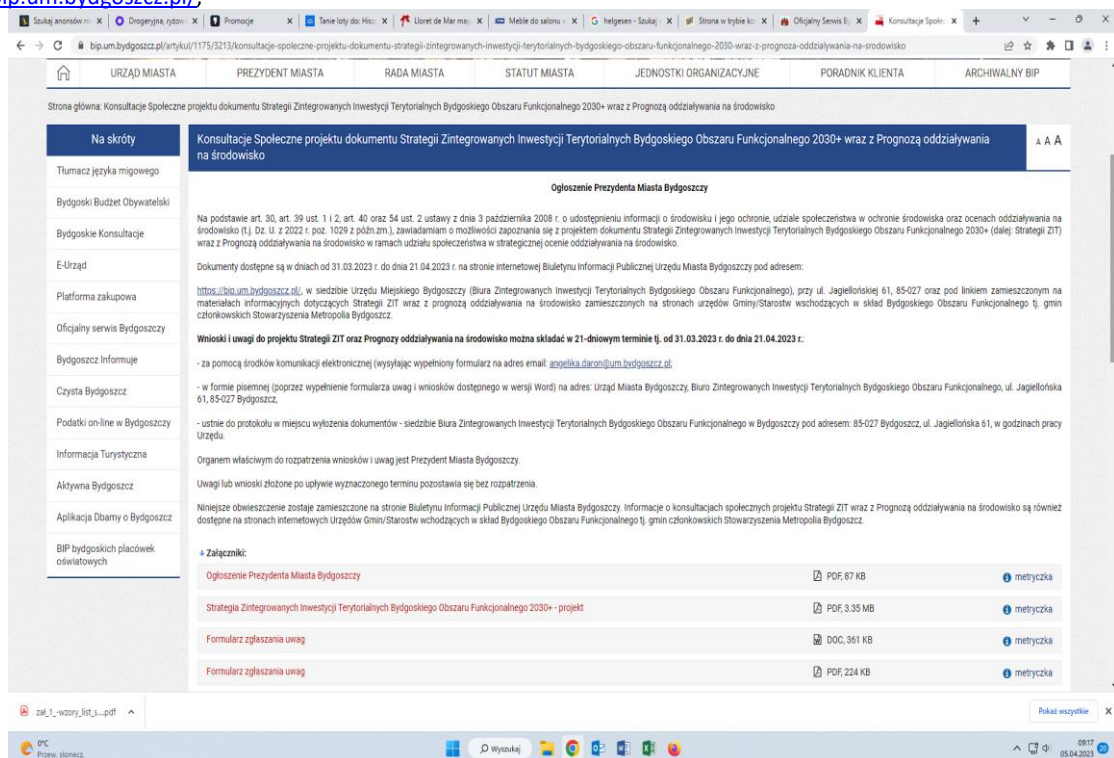 bip.um.bydgoszcz.pl/,
Szukaj anonsów ro
Drogeryjna, ryżow
Promocje
Tanie loty do: Hisz
Lloret de Mar map
Meble do salonu
helgesen - Szukaj
Strona w trybie ko
Oficjalny Serwis By
Konsultacje Społec
bip.um.bydgoszcz.pl/artykul/1175/3213/konsultacje-spoleczne-projektu-dokumentu-strategii-zintegrowanych-inwestycji-terytorialnych-bydgoskiego-obszaru-funkcjonalnego-2030-wraz-z-prognoza-oddzialywania-na-srodowisko
URZĄD MIASTA PREZYDENT MIASTA RADA MIASTA STATUT MIASTA JEDNOSTKI ORGANIZACYJNE PORADNIK KLIENTA ARCHIWALNY BIP
Strona główna: Konsultacje Społeczne projektu dokumentu Strategii Zintegrowanych Inwestycji Terytorialnych Bydgoskiego Obszaru Funkcjonalnego 2030+ wraz z Prognozą oddziaływania na środowisko
Na skróty
Tłumacz języka migowego
Bydgoski Budżet Obywatelski
Bydgoskie Konsultacje
E-Urząd
Platforma zakupowa
Oficjalny serwis Bydgoszczy
Bydgoszcz Informuje
Czysta Bydgoszcz
Podatki on-line w Bydgoszczy
Informacja Turystyczna
Aktywna Bydgoszcz
Aplikacja Dbamy o Bydgoszcz
BIP bydgoskich placówek
oświatowych
Konsultacje Społeczne projektu dokumentu Strategii Zintegrowanych Inwestycji Terytorialnych Bydgoskiego Obszaru Funkcjonalnego 2030+ wraz z Prognozą oddziaływania
na środowisko
A A A
Ogłoszenie Prezydenta Miasta Bydgoszczy
Na podstawie art. 30, art. 39 ust. 1 i 2, art. 40 oraz 54 ust. 2 ustawy z dnia 3 października 2008 r. o udostępnieniu informacji o środowisku i jego ochronie, udziale społeczeństwa w ochronie środowiska oraz ocenach oddziaływania na
środowisko (t.j. Dz. U. z 2022 r. poz. 1029 z późn.zm.), zawiadamiam o możliwości zapoznania się z projektem dokumentu Strategii Zintegrowanych Inwestycji Terytorialnych Bydgoskiego Obszaru Funkcjonalnego 2030+ (dalej: Strategii ZIT)
wraz z Prognozą oddziaływania na środowisko w ramach udziału społeczeństwa w strategicznej ocenie oddziaływania na środowisko.
Dokumenty dostępne są w dniach od 31.03.2023 r. do dnia 21.04.2023 r. na stronie internetowej Biuletynu Informacji Publicznej Urzędu Miasta Bydgoszczy pod adresem:
https://bip.um.bydgoszcz.pl/, w siedzibie Urzędu Miejskiego Bydgoszczy (Biura Zintegrowanych Inwestycji Terytorialnych Bydgoskiego Obszaru Funkcjonalnego), przy ul. Jagiellońskiej 61, 85-027 oraz pod linkiem zamieszczonym na
materiałach informacyjnych dotyczących Strategii ZIT wraz z prognozą oddziaływania na środowisko zamieszczonych na stronach urzędów Gminy/Starostw wschodzących w skład Bydgoskiego Obszaru Funkcjonalnego tj. gmin
członkowskich Stowarzyszenia Metropolia Bydgoszcz.
Wnioski i uwagi do projektu Strategii ZIT oraz Prognozy oddziaływania na środowisko można składać w 21-dniowym terminie tj. od 31.03.2023 r. do dnia 21.04.2023 r.:
- za pomocą środków komunikacji elektronicznej (wysyłając wypełniony formularz na adres email: angelika.daron@um.bydgoszcz.pl,
- w formie pisemnej (poprzez wypełnienie formularza uwag i wniosków dostępnego w wersji Word) na adres: Urząd Miasta Bydgoszczy, Biuro Zintegrowanych Inwestycji Terytorialnych Bydgoskiego Obszaru Funkcjonalnego, ul. Jagiellońska
61, 85-027 Bydgoszcz,
- ustnie do protokołu w miejscu wyłożenia dokumentów - siedzibie Biura Zintegrowanych Inwestycji Terytorialnych Bydgoskiego Obszaru Funkcjonalnego w Bydgoszczy pod adresem: 85-027 Bydgoszcz, ul. Jagiellońska 61, w godzinach pracy
Urzędu.
Organem właściwym do rozpatrzenia wniosków i uwag jest Prezydent Miasta Bydgoszczy.
Uwagi lub wnioski złożone po upływie wyznaczonego terminu pozostawia się bez rozpatrzenia.
Niniejsze obwieszczenie zostaje zamieszczone na stronie Biuletynu Informacji Publicznej Urzędu Miasta Bydgoszczy. Informacje o konsultacjach społecznych projektu Strategii ZIT wraz z Prognozą oddziaływania na środowisko są również
dostępne na stronach internetowych Urzędów Gmin/Starostw wchodzących w skład Bydgoskiego Obszaru Funkcjonalnego tj. gmin członkowskich Stowarzyszenia Metropolia Bydgoszcz.
Załączniki:
Ogłoszenie Prezydenta Miasta Bydgoszczy PDF, 87 KB metryczka
Strategia Zintegrowanych Inwestycji Terytorialnych Bydgoskiego Obszaru Funkcjonalnego 2030+ - projekt PDF, 3.35 MB metryczka
Formularz zgłaszania uwag DOC, 361 KB metryczka
Formularz zgłaszania uwag PDF, 224 KB metryczka
zał_1_-wzory_list_s....pdf
Pokaż wszystkie
0°C
Przew. słonecz.
Wyszukaj
09:17
05.04.2023
20